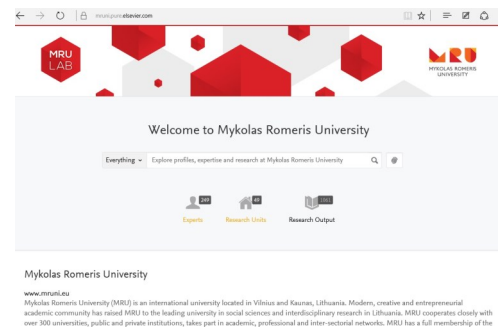 mruni.pure.elsevier.com
MRU
LAB
MYKOLAS ROMERIS
UNIVERSITY
Welcome to Mykolas Romeris University
Everything
Explore profiles, expertise and research at Mykolas Romeris University
249
49
Experts
Research Units
Research Output
Mykolas Romeris University
www.mruni.eu
Mykolas Romeris University (MRU) is an international university located in Vilnius and Kaunas, Lithuania. Modern, creative and entrepreneurial
academic community has raised MRU to the leading university in social sciences and interdisciplinary research in Lithuania. MRU cooperates closely with
over 300 universities, public and private institutions, takes part in academic, professional and inter-sectorial networks. MRU has a full membership of the